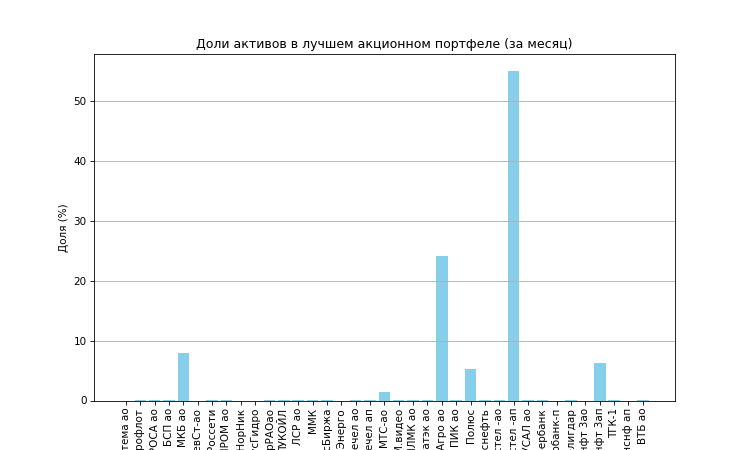 Доли активов в лучшем акционном портфеле (за месяц)
Доля (%)
50
40
30
20
10
0
тема ао
рофлот
РОСА ао
БСП ао
МКБ ао
евСт-ао
Россети
ПРОМ ао
НорНик
сГидро
рРАОао
ЛУКОЙЛ
ЛСР ао
ММК
сБиржа
Энерго
ечел ао
ечел ап
МТС-ао
М.видео
ЛМК ао
атэк ао
Агро ао
ПИК ао
Полюс
снефть
стел -ао
стел -ап
УСАЛ ао
ербанк
рбанк-п
лигдар
нфт 3ао
нфт 3ап
ТГК-1
нснф ап
ВТБ ао